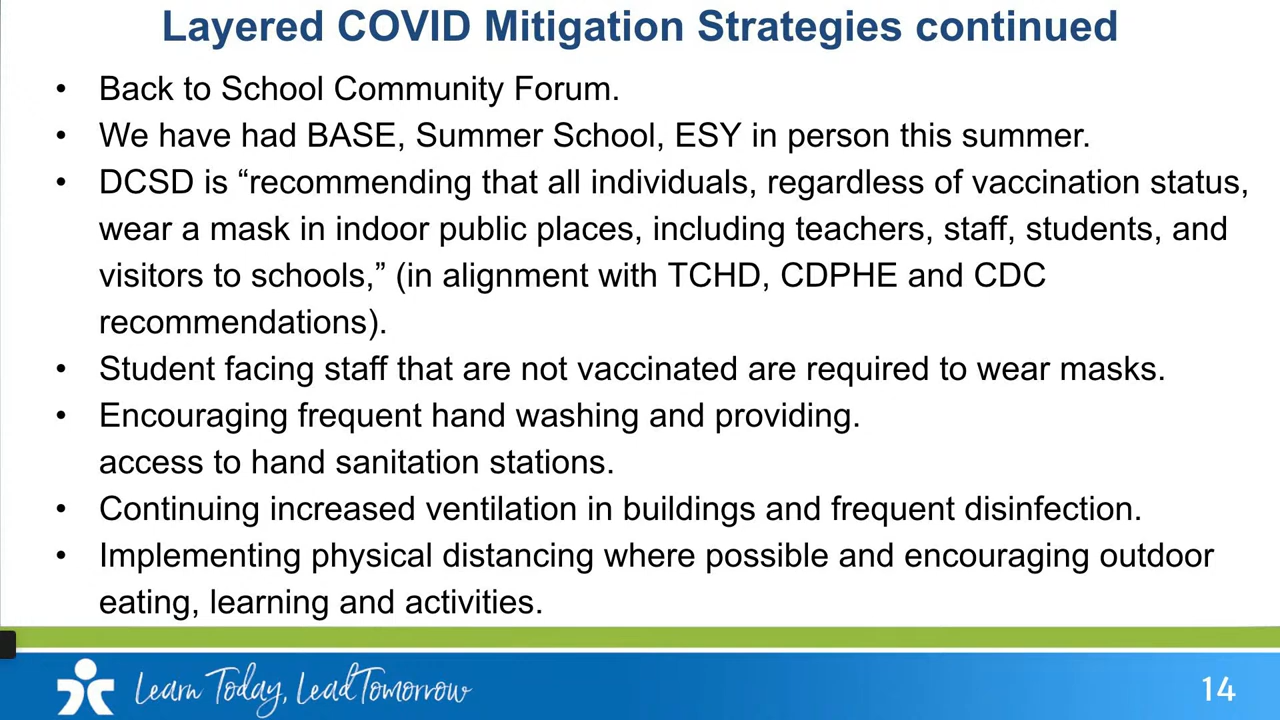 Layered COVID Mitigation Strategies continued
• Back to School Community Forum.
• We have had BASE, Summer School, ESY in person this summer.
• DCSD is “recommending that all individuals, regardless of vaccination status,
wear a mask in indoor public places, including teachers, staff, students, and
visitors to schools,” (in alignment with TCHD, CDPHE and CDC
recommendations).
• Student facing staff that are not vaccinated are required to wear masks.
• Encouraging frequent hand washing and providing.
access to hand sanitation stations.
• Continuing increased ventilation in buildings and frequent disinfection.
• Implementing physical distancing where possible and encouraging outdoor
eating, learning and activities.
Learn Today, Lead Tomorrow
14